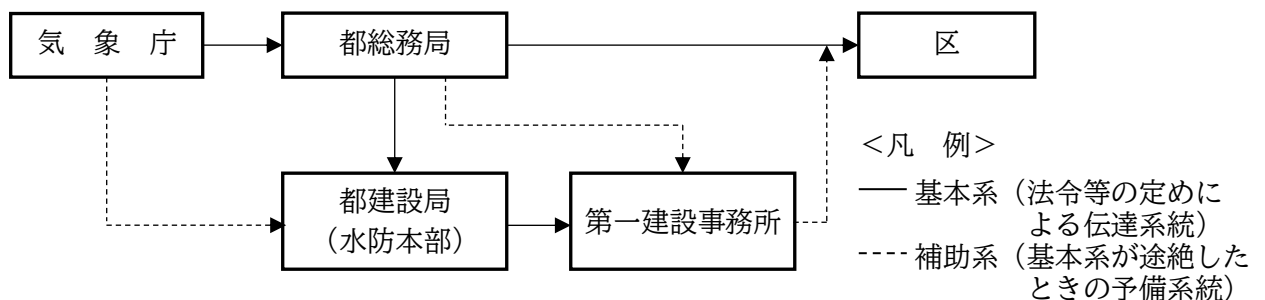 気　象　庁
都総務局
区
都建設局
（水防本部）
第一建設事務所
＜凡　例＞
基本系（法令等の定めに
よる伝達系統）
補助系（基本系が途絶した
ときの予備系統）